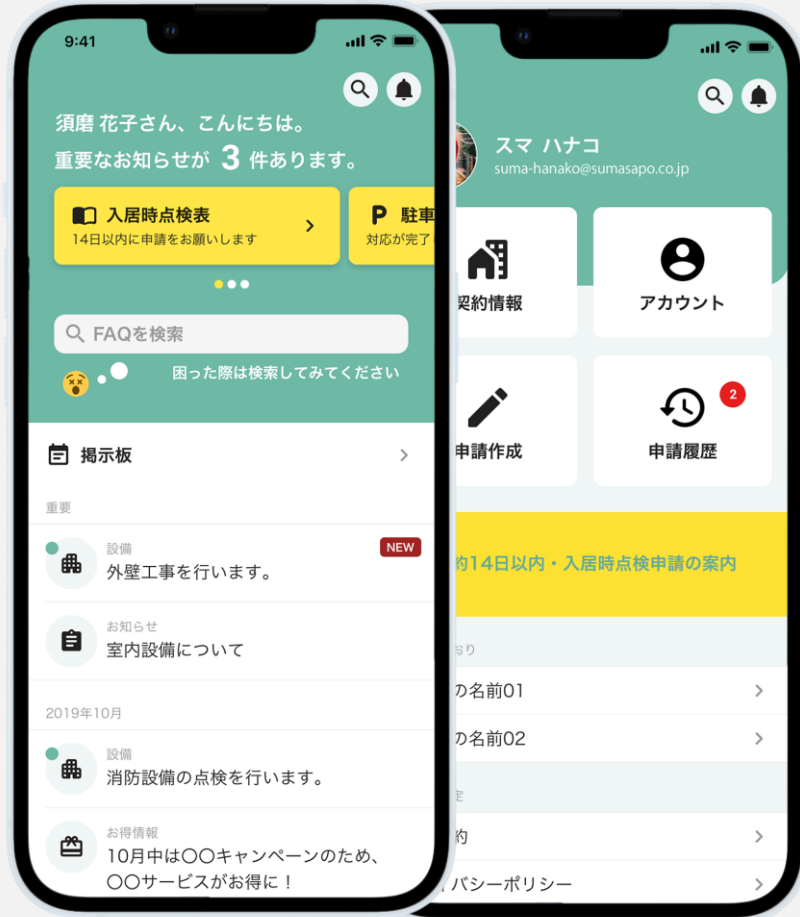 9:41
須磨 花子さん、こんにちは。
重要なお知らせが 3 件あります。
入居時点検表
14日以内に申請をお願いします
P 駐車
対応が完了
FAQを検索
困った際は検索してみてください
掲示板
重要
設備
外壁工事を行います。
NEW
お知らせ
室内設備について
2019年10月
設備
消防設備の点検を行います。
お得情報
10月中は〇〇キャンペーンのため、
〇〇サービスがお得に！
スマ ハナコ
suma-hanako@sumasapo.co.jp
契約情報
アカウント
申請作成
申請履歴
2
約14日以内・入居時点検申請の案内
おり
の名前01
の名前02
定
約
バシーポリシー